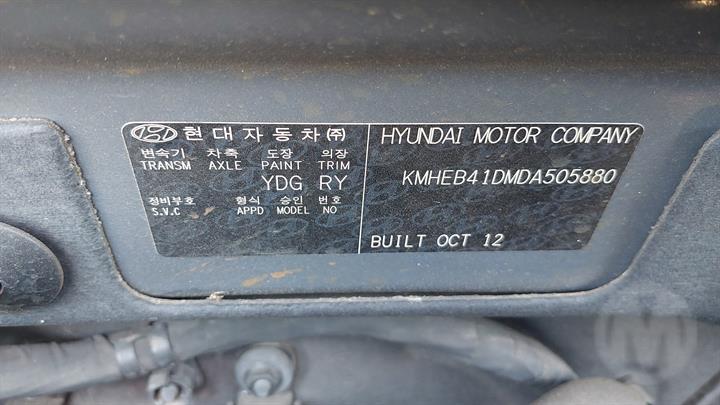 현대자동차㈜
변속기 차축 도장 의장
TRANSM AXLE PAINT TRIM
YDG RY
정비부호 형식 승인 번호
S.V.C APPD MODEL NO
HYUNDAI MOTOR COMPANY
KMHEB41DMDA505880
BUILT OCT 12
M